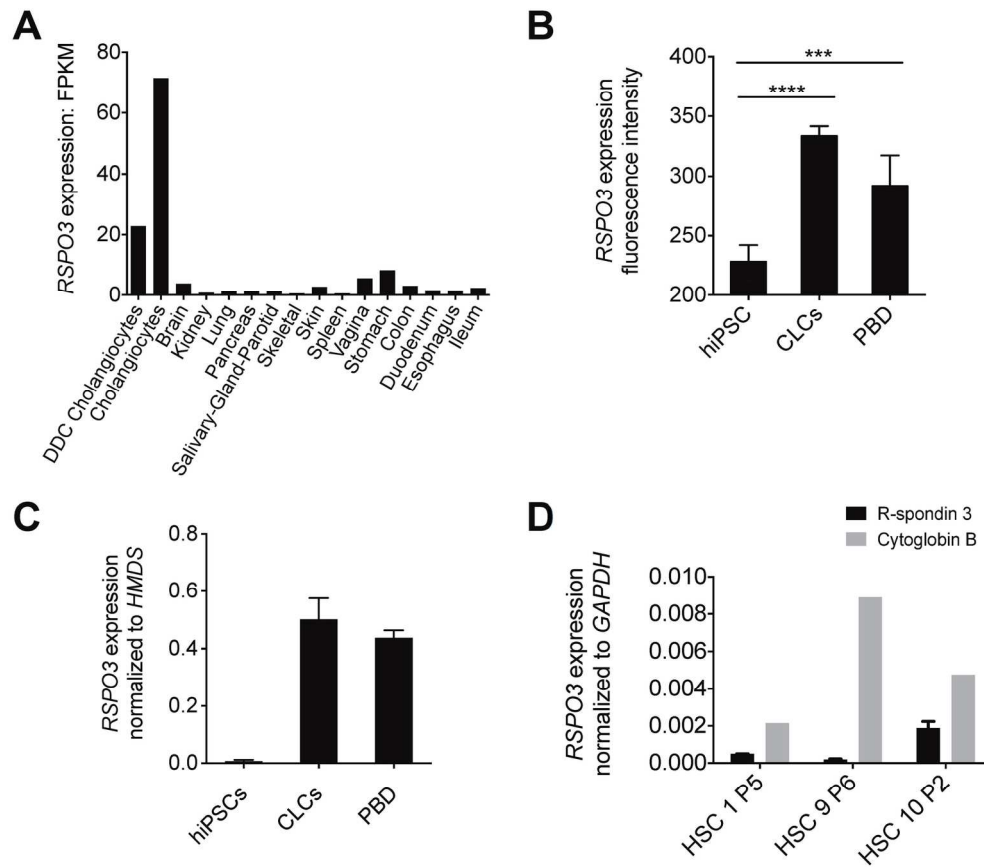 A
RSPO3 expression: FPKM
80
60
40
20
0
DDC Cholangiocytes
Cholangiocytes
Brain
Kidney
Lung
Pancreas
Salivary-Gland-Parotid
Skeletal
Skin
Spleen
Vagina
Stomach
Colon
Duodenum
Esophagus
Ileum
B
RSPO3 expression
fluorescence intensity
400
350
300
250
200
***
****
hiPSC
CLCs
PBD
C
RSPO3 expression
normalized to HMDS
0.8
0.6
0.4
0.2
0.0
hiPSCs
CLCs
PBD
D
R-spondin 3
Cytoglobin B
RSPO3 expression
normalized to GAPDH
0.010
0.008
0.006
0.004
0.002
0.000
HSC 1 P5
HSC 9 P6
HSC 10 P2